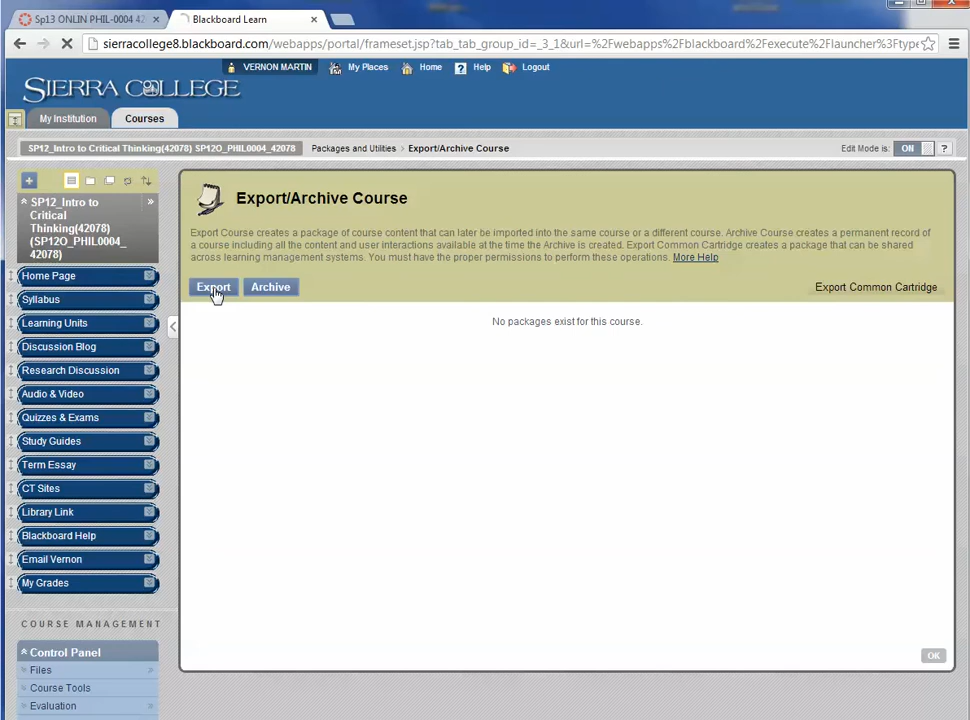 Sp13 ONLIN PHIL-0004 42
Blackboard Learn
sierracollege8.blackboard.com/webapps/portal/frameset.jsp?tab_tab_group_id=_3_1&url=%2Fwebapps%2Fblackboard%2Fexecute%2Flauncher%3Ftype
VERNON MARTIN
My Places
Home
Help
Logout
SIERRA COLLEGE
My Institution
Courses
SP12_Intro to Critical Thinking(42078) SP12O_PHIL0004_42078
Packages and Utilities > Export/Archive Course
Edit Mode is: ON ?
SP12_Intro to
Critical
Thinking(42078)
(SP12O_PHIL0004_
42078)
Home Page
Syllabus
Learning Units
Discussion Blog
Research Discussion
Audio & Video
Quizzes & Exams
Study Guides
Term Essay
CT Sites
Library Link
Blackboard Help
Email Vernon
My Grades
COURSE MANAGEMENT
Control Panel
Files
Course Tools
Evaluation
Export/Archive Course
Export Course creates a package of course content that can later be imported into the same course or a different course. Archive Course creates a permanent record of
a course including all the content and user interactions available at the time the Archive is created. Export Common Cartridge creates a package that can be shared
across learning management systems. You must have the proper permissions to perform these operations. More Help
Export
Archive
Export Common Cartridge
No packages exist for this course.
OK